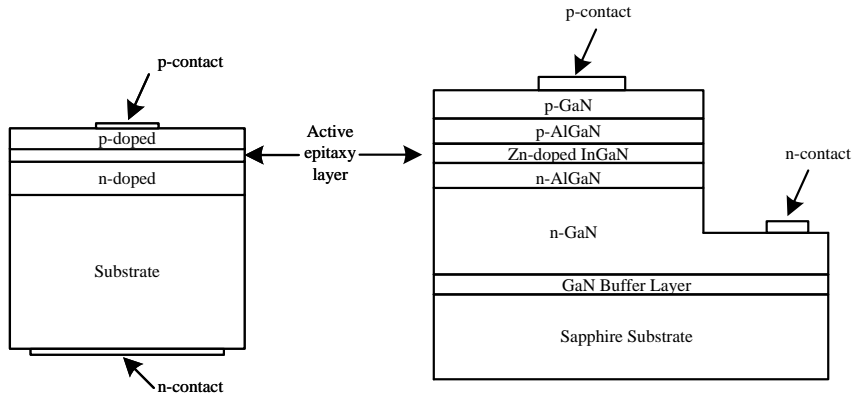 p-contact
p-doped
n-doped
Substrate
n-contact
Active
epitaxy
layer
p-contact
p-GaN
p-AlGaN
Zn-doped InGaN
n-AlGaN
n-contact
n-GaN
GaN Buffer Layer
Sapphire Substrate